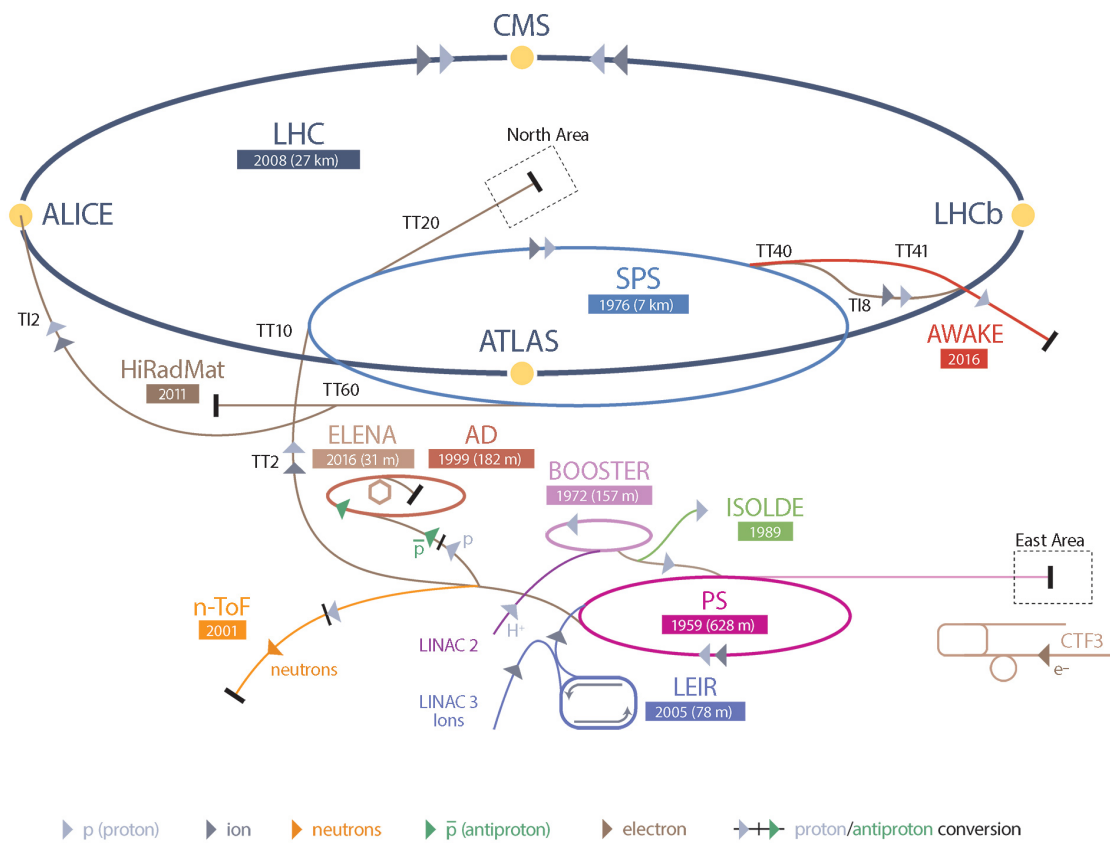 CMS
LHC
2008 (27 km)
North Area
ALICE
TT20
LHCb
TT40
TT41
SPS
1976 (7 km)
TI2
TT10
TI8
ATLAS
AWAKE
2016
HiRadMat
2011
TT60
ELENA
2016 (31 m)
AD
1999 (182 m)
TT2
BOOSTER
1972 (157 m)
ISOLDE
1989
p̅
p
East Area
n-ToF
2001
PS
1959 (628 m)
H⁺
LINAC 2
neutrons
CTF3
e⁻
LEIR
2005 (78 m)
LINAC 3
Ions
p (proton)
ion
neutrons
p̅ (antiproton)
electron
proton/antiproton conversion